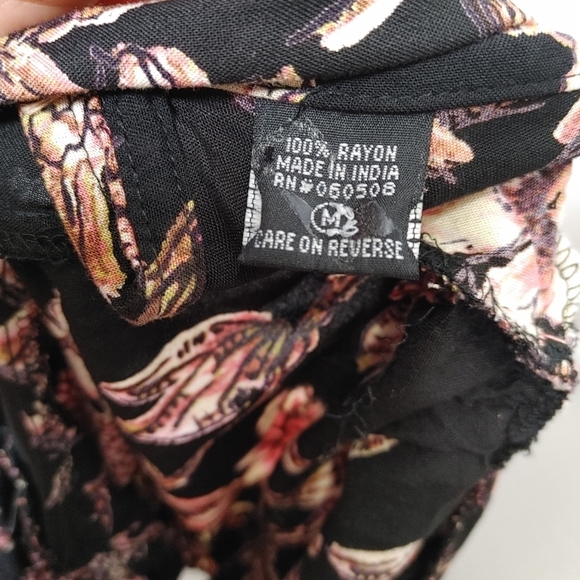 100% RAYON
MADE IN INDIA
RN# 060508
M
CARE ON REVERSE